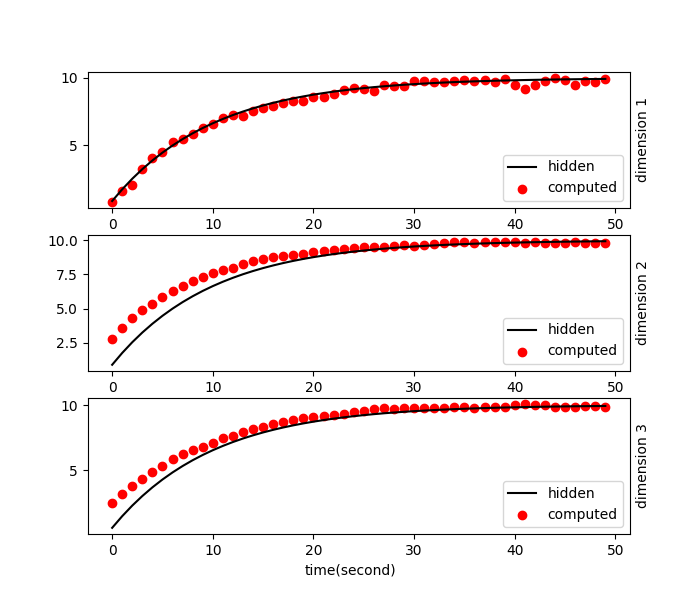 10
5
dimension 1
hidden
computed
0 10 20 30 40 50
10.0
7.5
5.0
2.5
dimension 2
hidden
computed
0 10 20 30 40 50
10
5
dimension 3
hidden
computed
0 10 20 30 40 50
time(second)